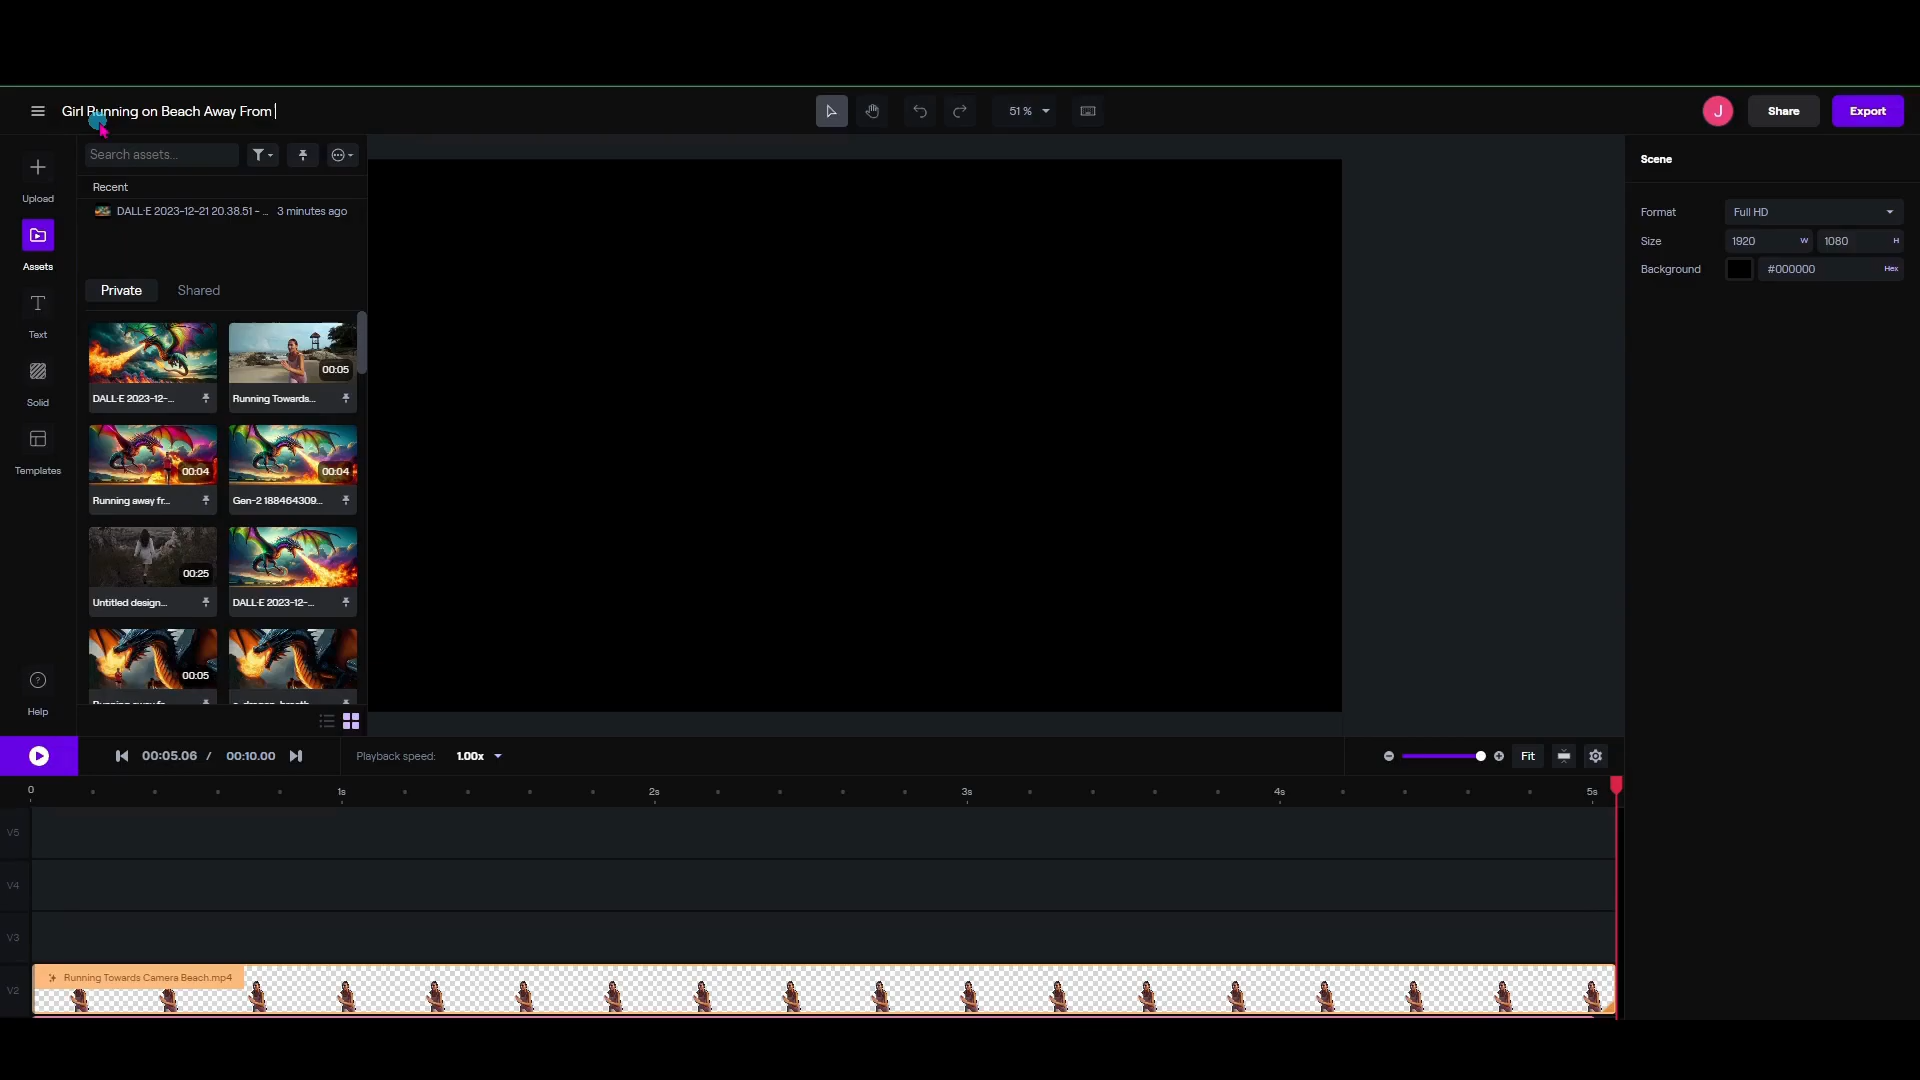 Girl Running on Beach Away From
51 %
J
Share
Export
Upload
Assets
Text
Solid
Templates
Help
Search assets...
Recent
DALL·E 2023-12-21 20.38.51 - ...
3 minutes ago
Private
Shared
DALL·E 2023-12-...
00:05
Running Towards...
00:04
Running away fr...
00:04
Gen-2 188464309...
00:25
Untitled design...
DALL·E 2023-12-...
00:05
Scene
Format
Full HD
Size
1920 W
1080 H
Background
#000000 Hex
00:05.06 / 00:10.00
Playback speed: 1.00x
Fit
0 1s 2s 3s 4s 5s
V5
V4
V3
V2
Running Towards Camera Beach.mp4